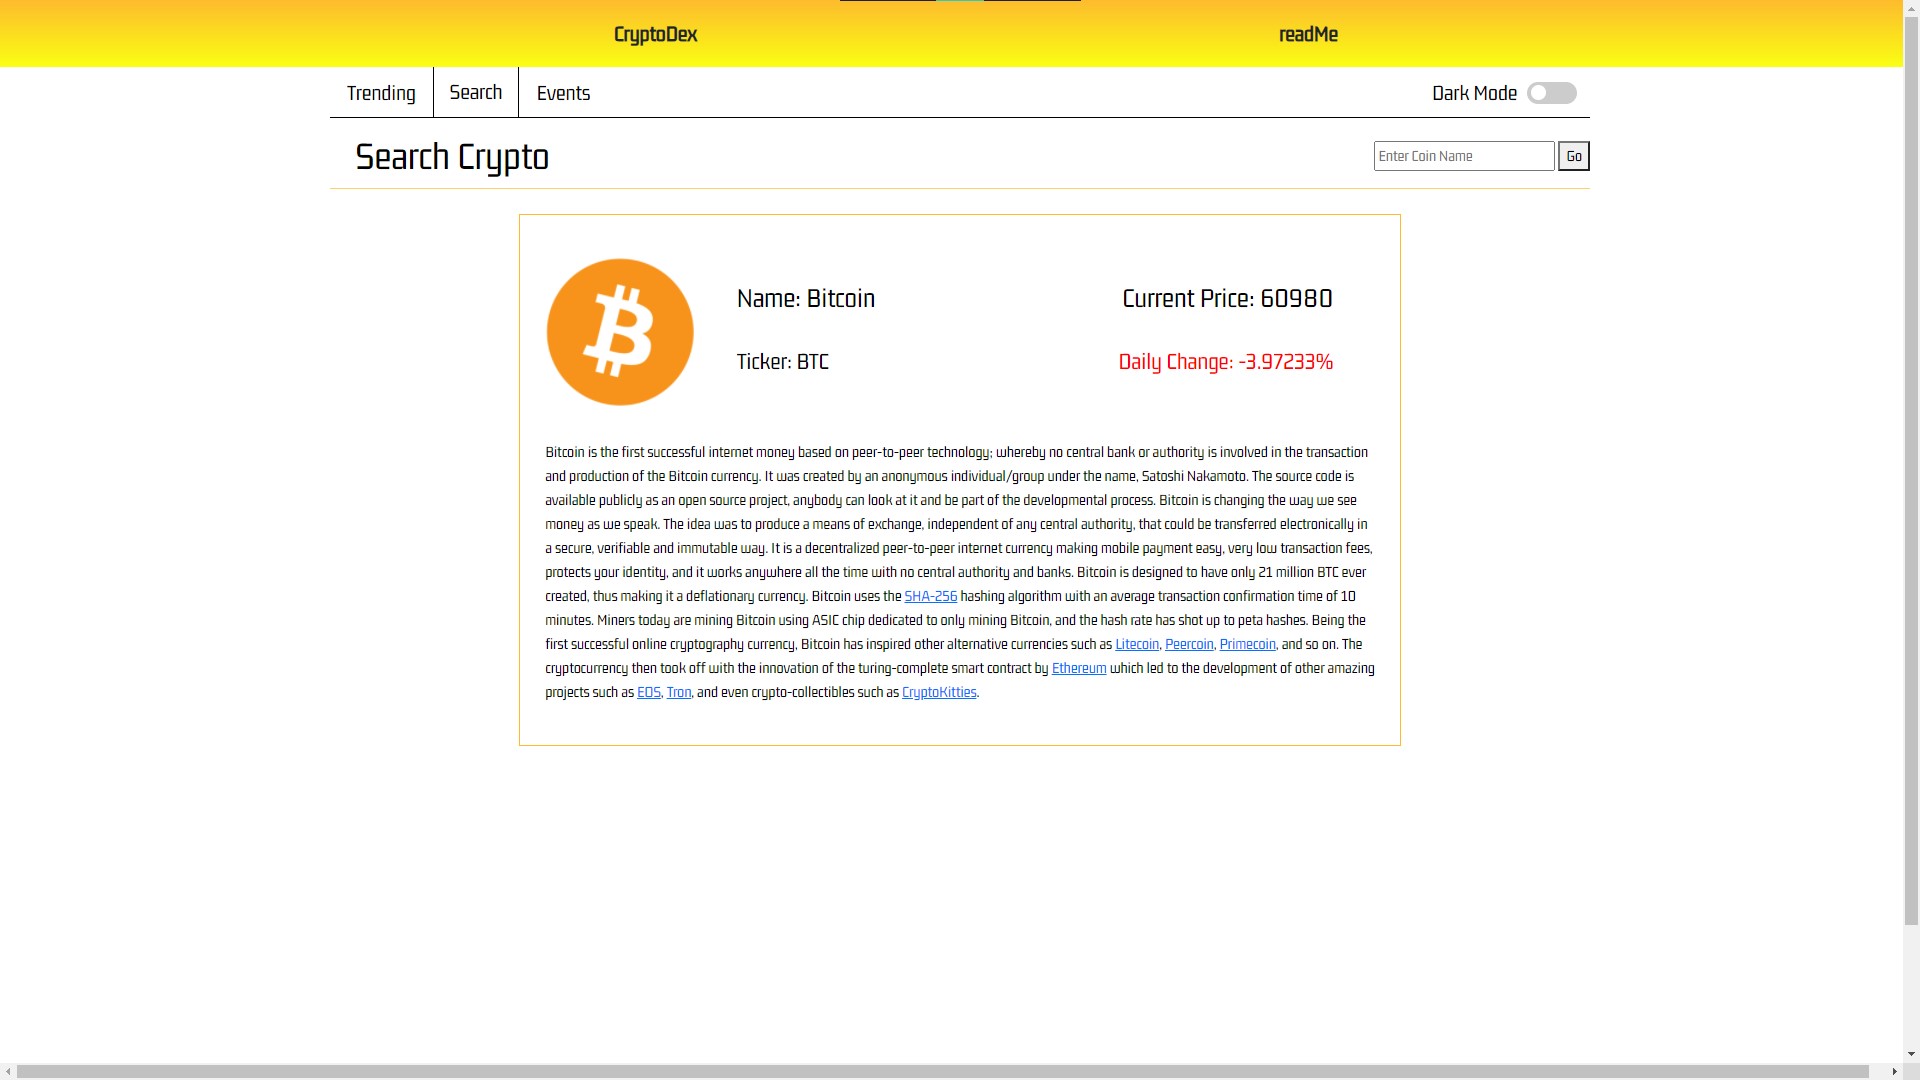 CryptoDex readMe
Trending Search Events Dark Mode
Search Crypto Enter Coin Name Go
Name: Bitcoin Current Price: 60980
Ticker: BTC Daily Change: -3.97233%
Bitcoin is the first successful internet money based on peer-to-peer technology; whereby no central bank or authority is involved in the transaction
and production of the Bitcoin currency. It was created by an anonymous individual/group under the name, Satoshi Nakamoto. The source code is
available publicly as an open source project, anybody can look at it and be part of the developmental process. Bitcoin is changing the way we see
money as we speak. The idea was to produce a means of exchange, independent of any central authority, that could be transferred electronically in
a secure, verifiable and immutable way. It is a decentralized peer-to-peer internet currency making mobile payment easy, very low transaction fees,
protects your identity, and it works anywhere all the time with no central authority and banks. Bitcoin is designed to have only 21 million BTC ever
created, thus making it a deflationary currency. Bitcoin uses the SHA-256 hashing algorithm with an average transaction confirmation time of 10
minutes. Miners today are mining Bitcoin using ASIC chip dedicated to only mining Bitcoin, and the hash rate has shot up to peta hashes. Being the
first successful online cryptography currency, Bitcoin has inspired other alternative currencies such as Litecoin, Peercoin, Primecoin, and so on. The
cryptocurrency then took off with the innovation of the turing-complete smart contract by Ethereum which led to the development of other amazing
projects such as EOS, Tron, and even crypto-collectibles such as CryptoKitties.